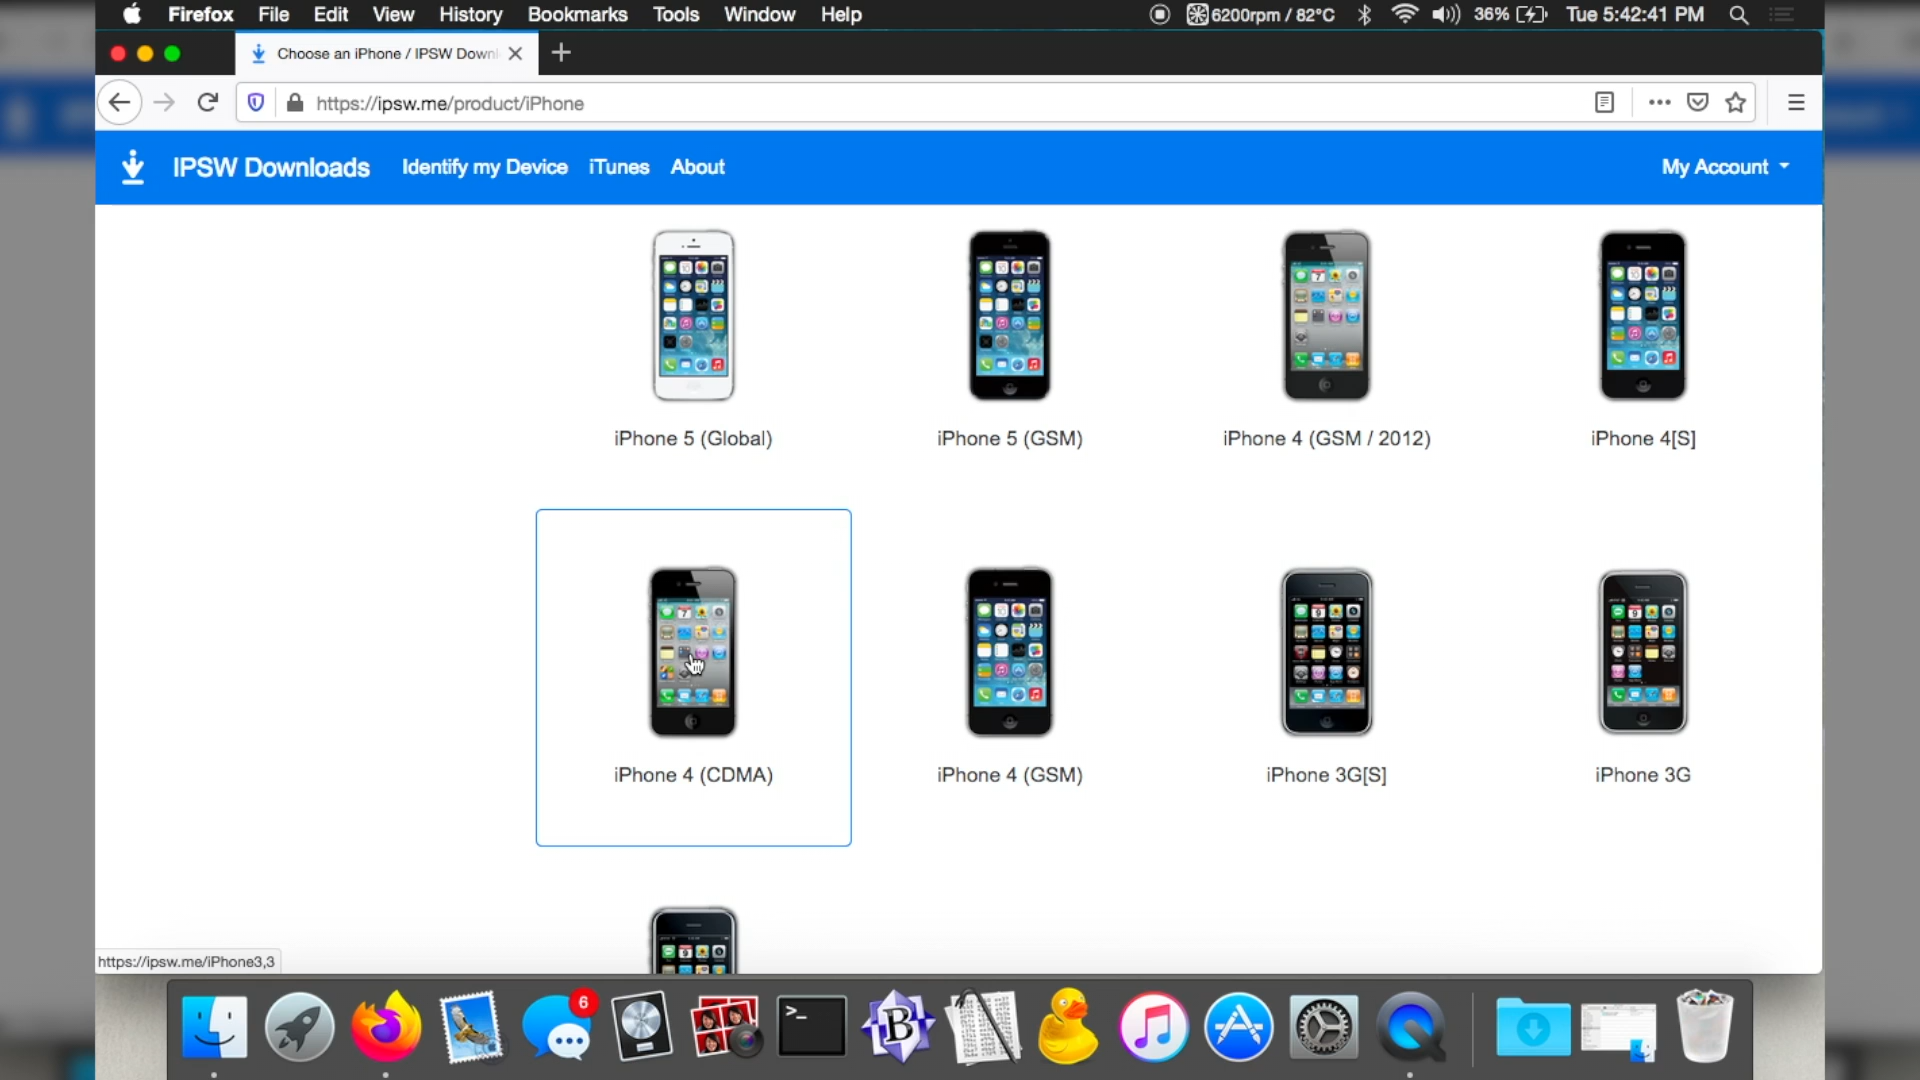 Firefox File Edit View History Bookmarks Tools Window Help 6200rpm / 82°C 36% Tue 5:42:41 PM
Choose an iPhone / IPSW Downl
https://ipsw.me/product/iPhone
IPSW Downloads Identify my Device iTunes About My Account
iPhone 5 (Global) iPhone 5 (GSM) iPhone 4 (GSM / 2012) iPhone 4[S]
iPhone 4 (CDMA) iPhone 4 (GSM) iPhone 3G[S] iPhone 3G
https://ipsw.me/iPhone3,3
6
>_
B